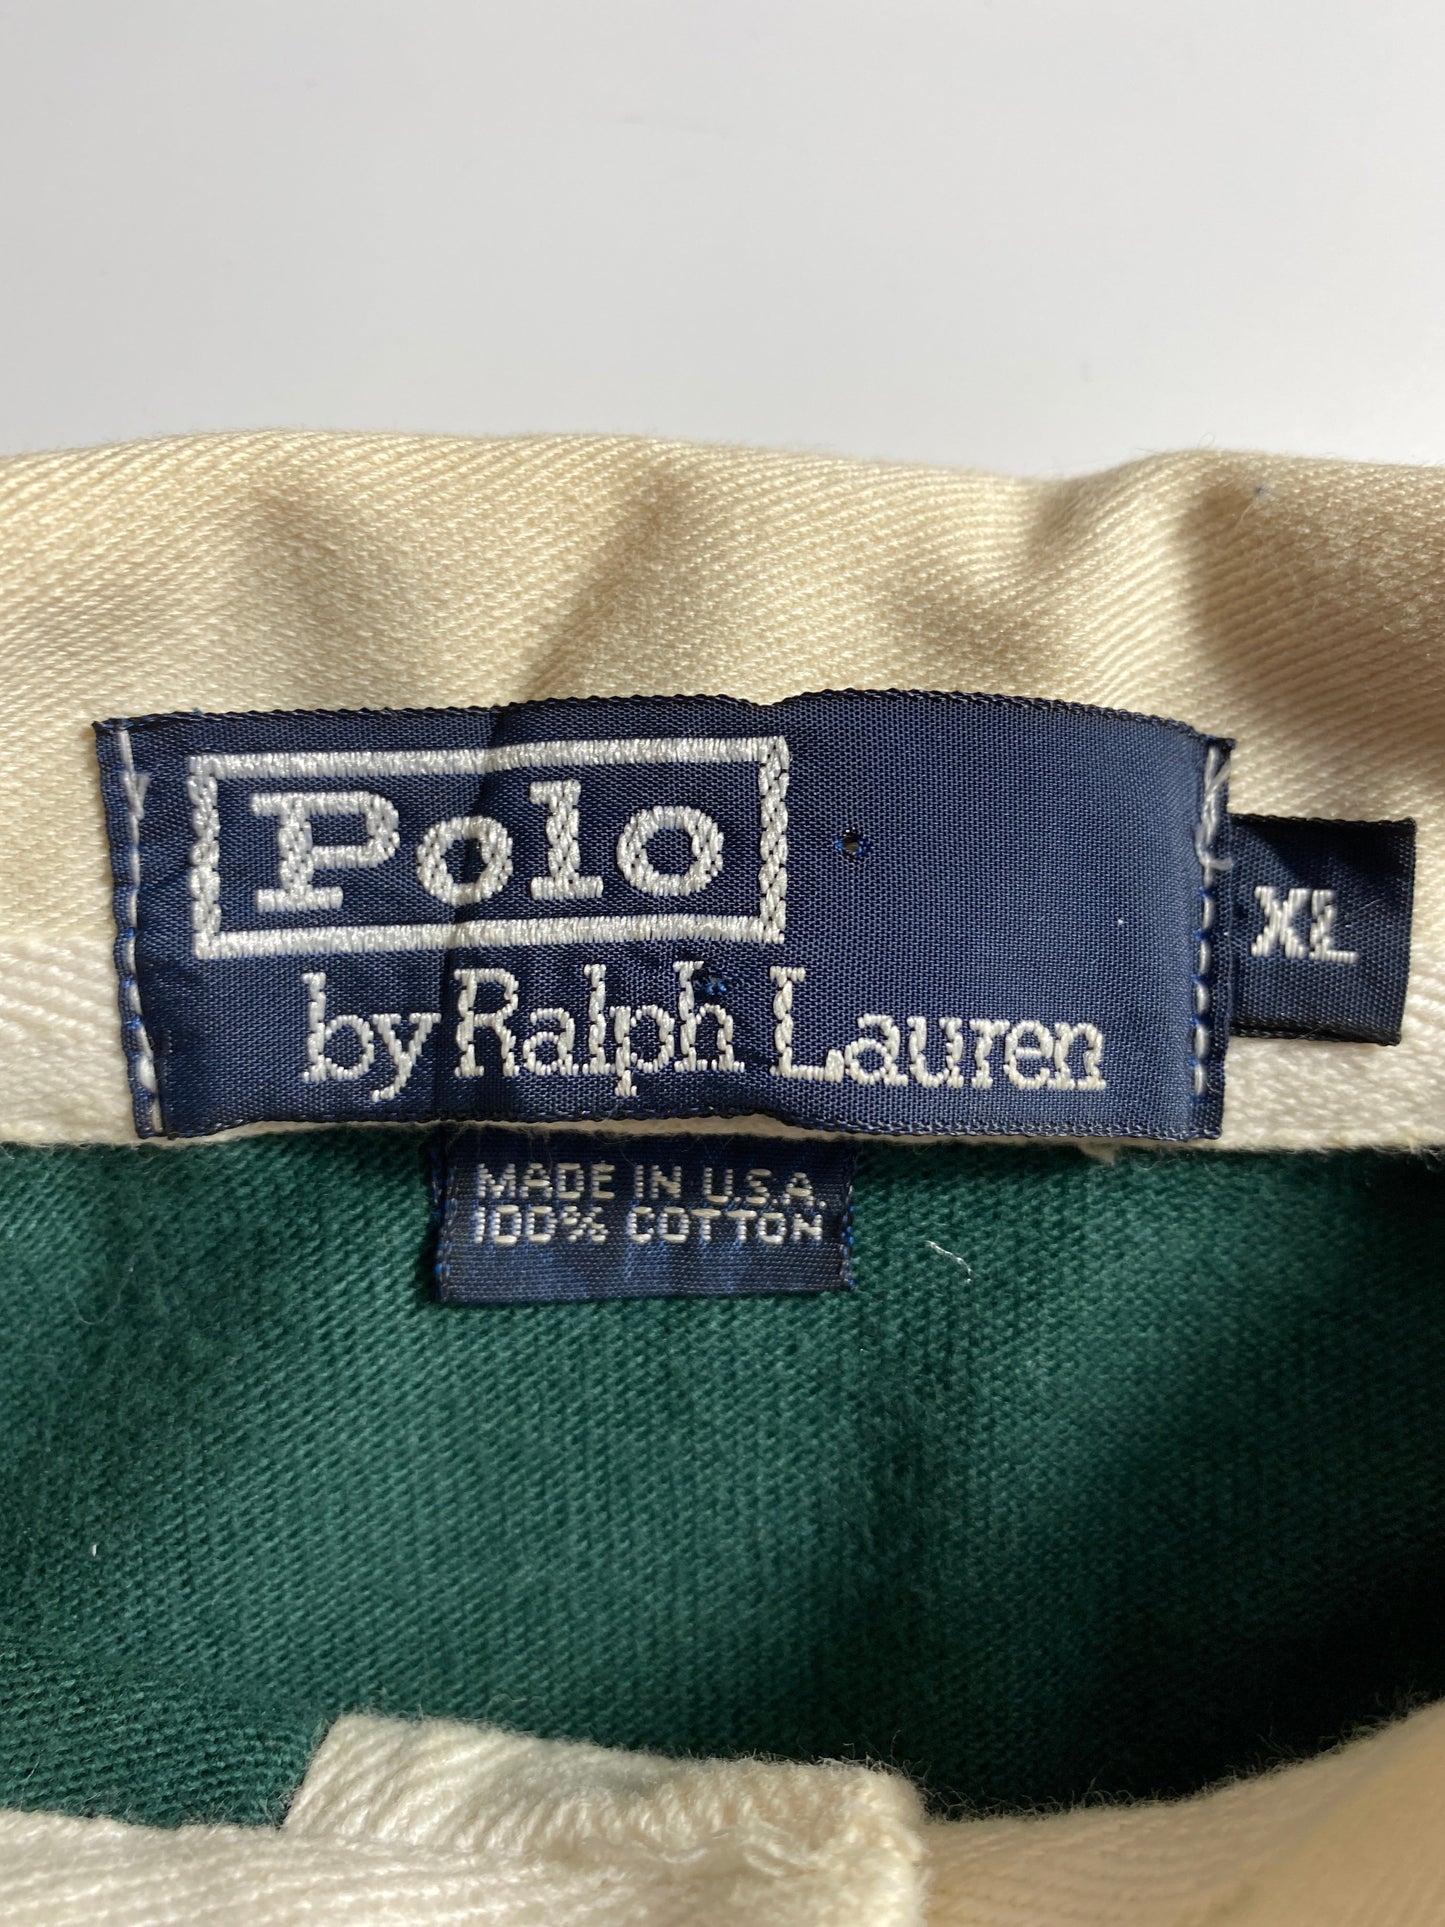 Polo
by Ralph Lauren
XL
MADE IN U.S.A.
100% COTTON